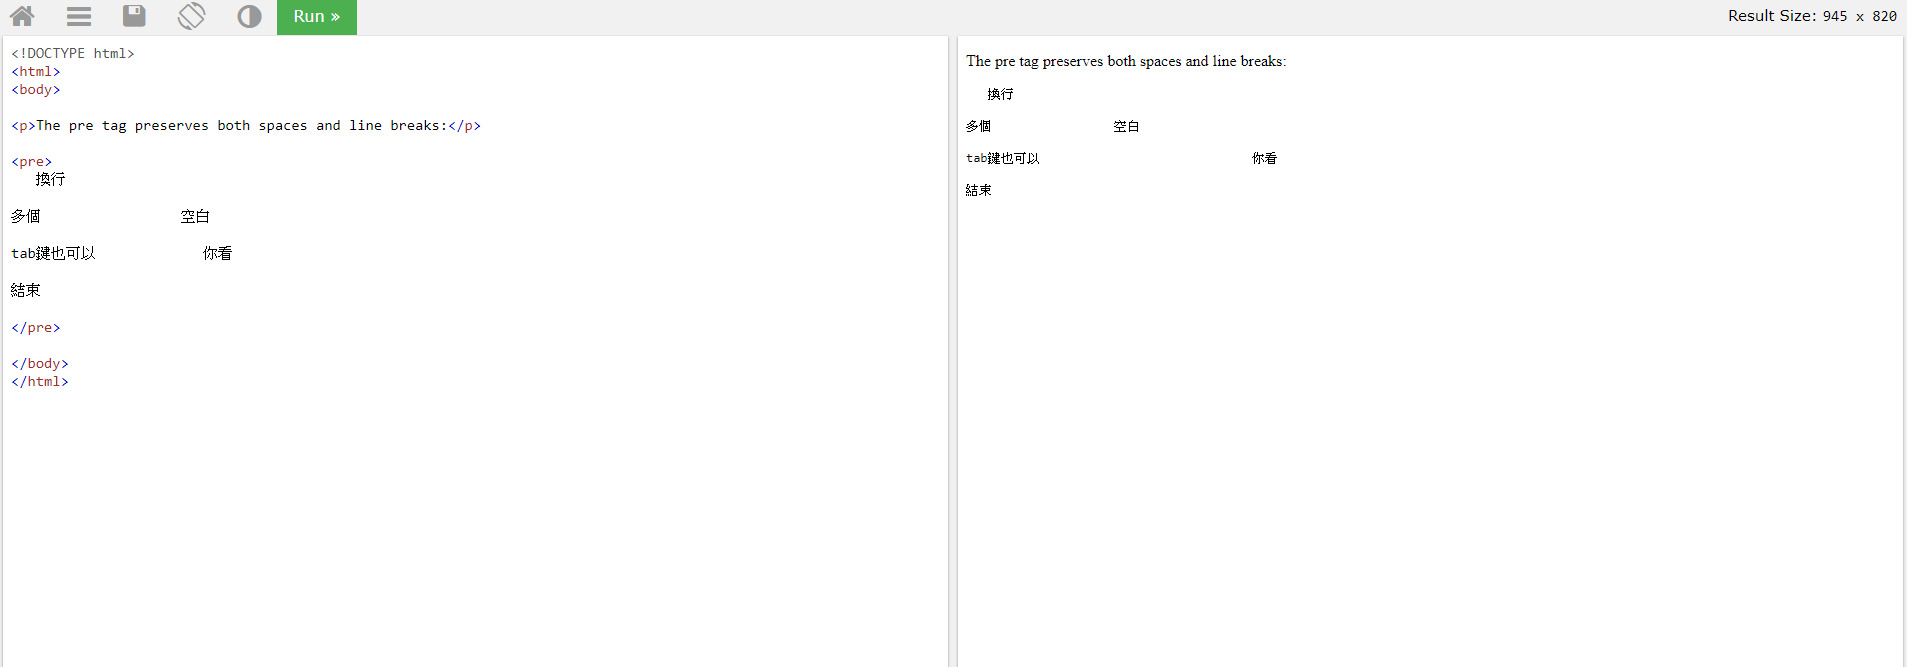 Run »
Result Size: 945 x 820
<!DOCTYPE html>
<html>
<body>
<p>The pre tag preserves both spaces and line breaks:</p>
<pre>
換行
多個                 空白
tab鍵也可以             你看
結束
</pre>
</body>
</html>
The pre tag preserves both spaces and line breaks:
換行
多個                 空白
tab鍵也可以                             你看
結束